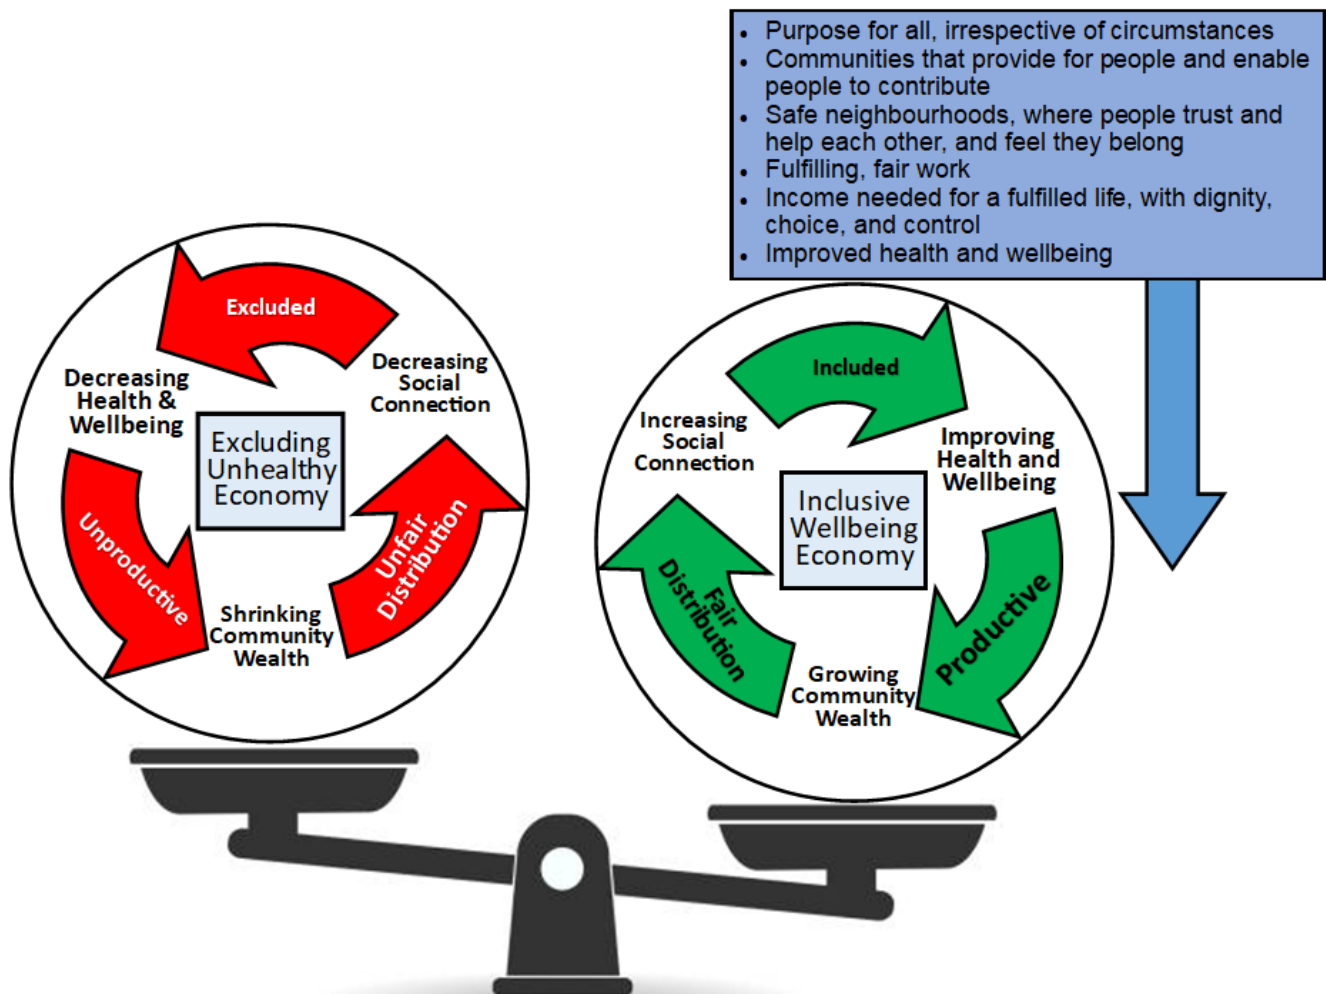 • Purpose for all, irrespective of circumstances
• Communities that provide for people and enable
people to contribute
• Safe neighbourhoods, where people trust and
help each other, and feel they belong
• Fulfilling, fair work
• Income needed for a fulfilled life, with dignity,
choice, and control
• Improved health and wellbeing
Excluded
Decreasing
Social
Connection
Decreasing
Health &
Wellbeing
Excluding
Unhealthy
Economy
Unproductive
Unfair
Distribution
Shrinking
Community
Wealth
Included
Increasing
Social
Connection
Improving
Health and
Wellbeing
Inclusive
Wellbeing
Economy
Fair
Distribution
Productive
Growing
Community
Wealth